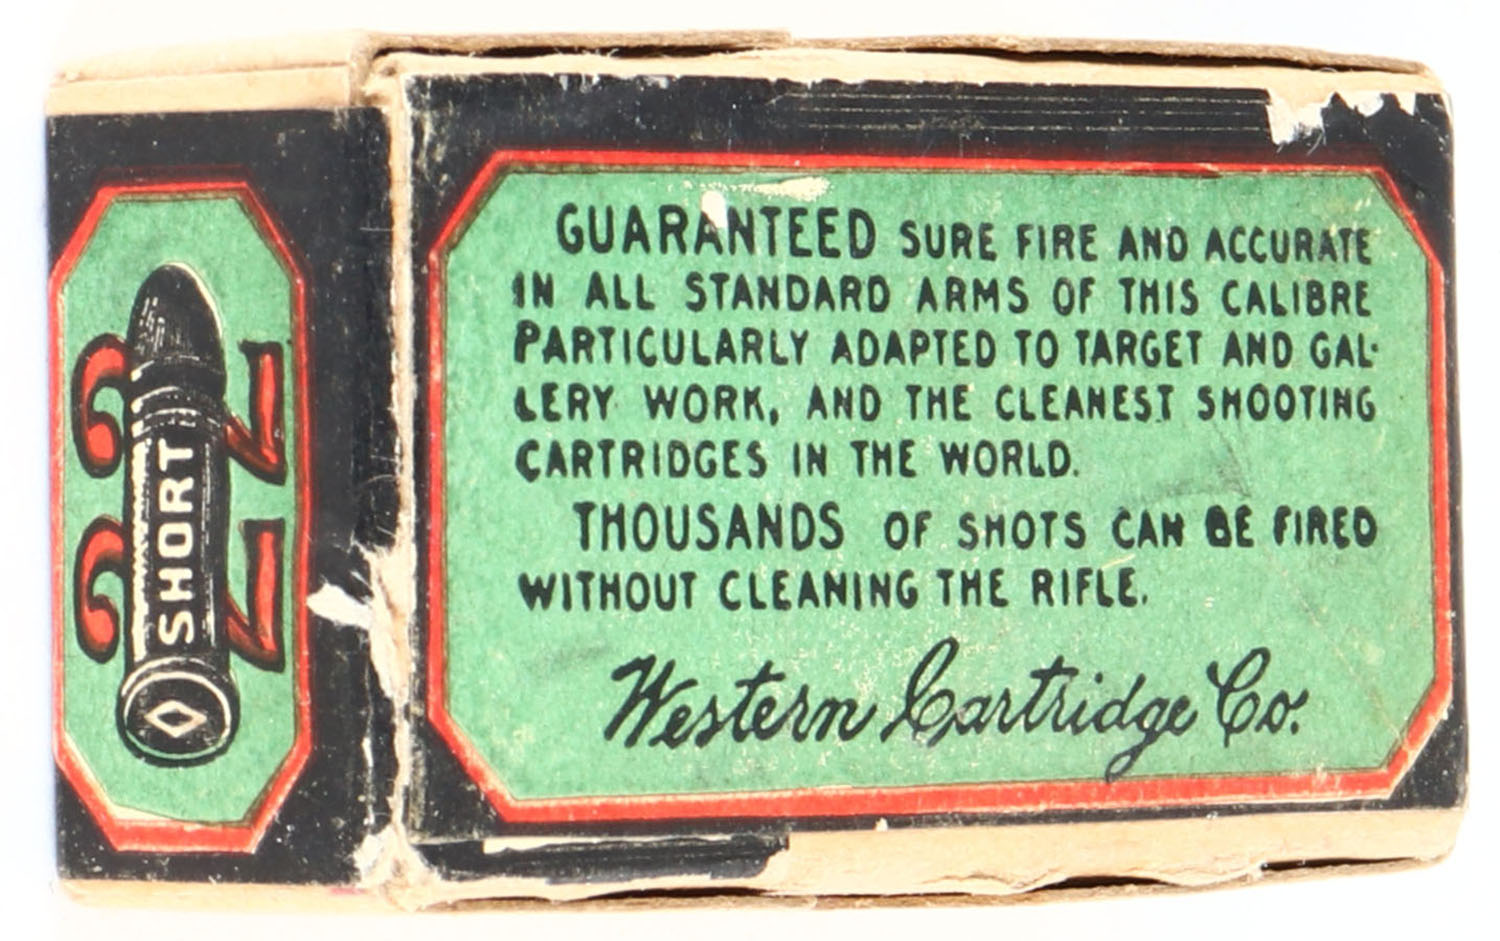 22
SHORT
GUARANTEED SURE FIRE AND ACCURATE
IN ALL STANDARD ARMS OF THIS CALIBRE
PARTICULARLY ADAPTED TO TARGET AND GAL-
LERY WORK, AND THE CLEANEST SHOOTING
CARTRIDGES IN THE WORLD.
THOUSANDS OF SHOTS CAN BE FIRED
WITHOUT CLEANING THE RIFLE.
Western Cartridge Co.